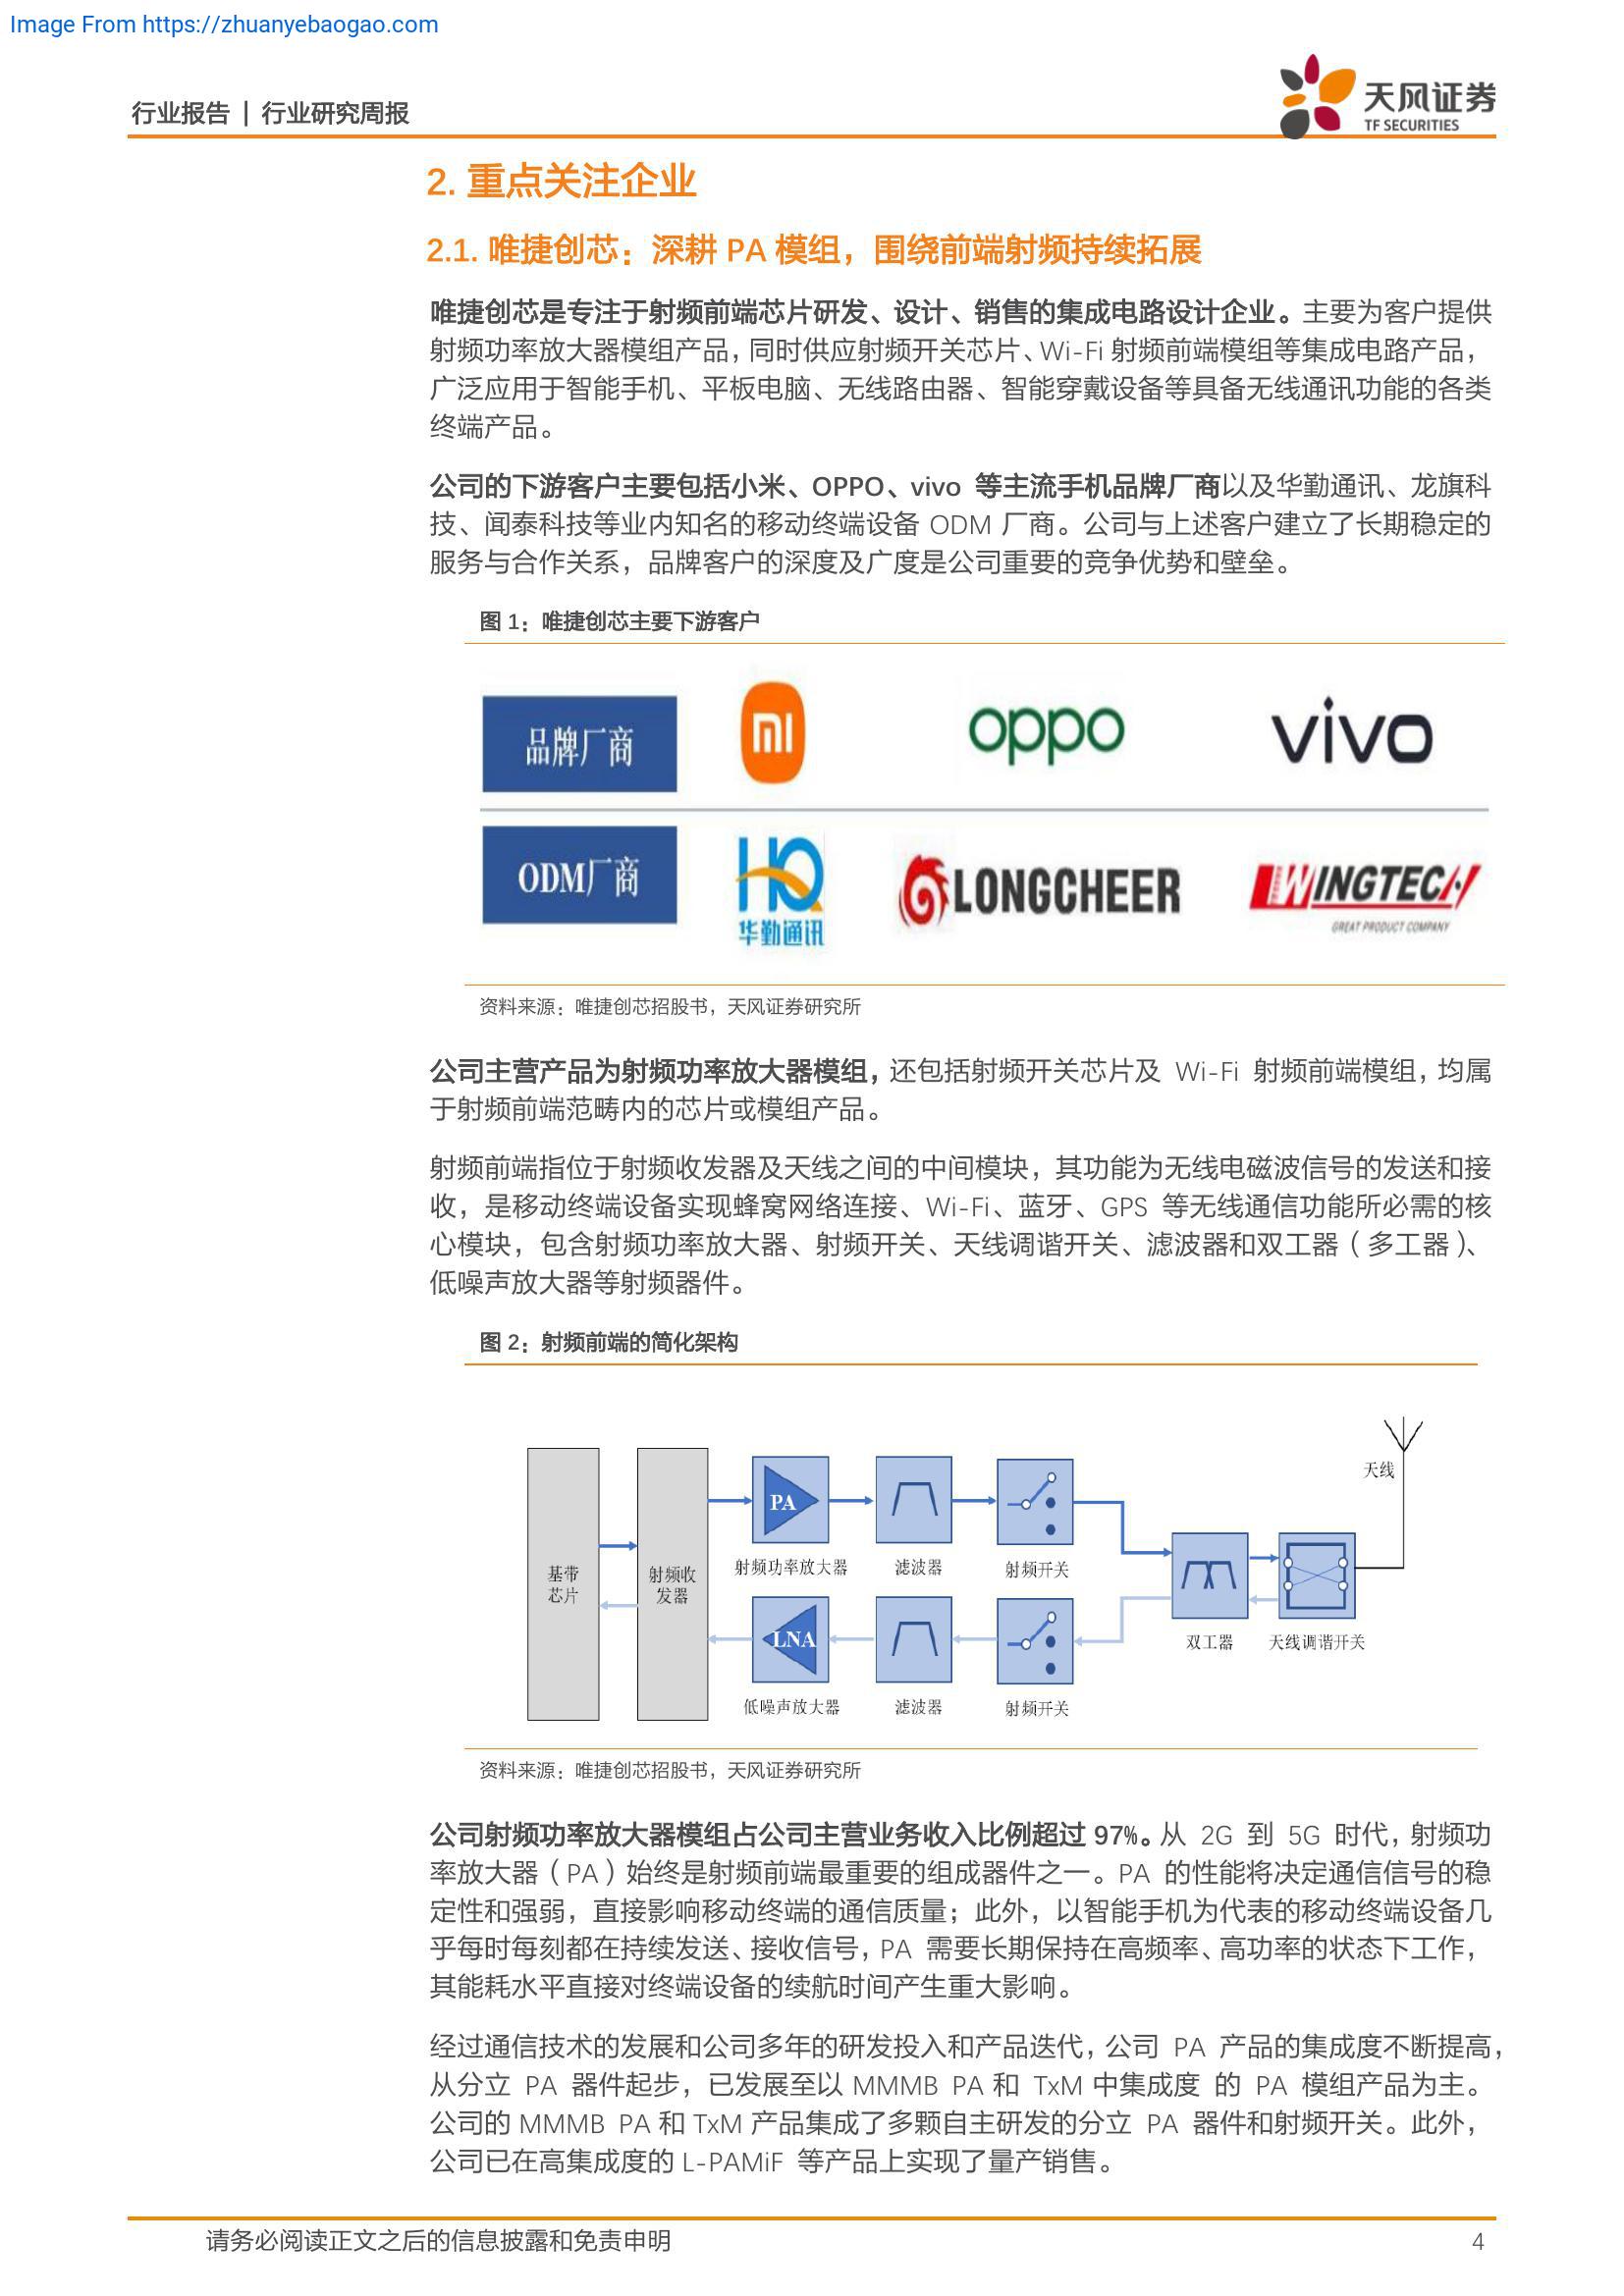 Image From https://zhuanyebaogao.com
行业报告 | 行业研究周报
天风证券
TF SECURITIES
2. 重点关注企业
2.1. 唯捷创芯：深耕 PA 模组，围绕前端射频持续拓展
唯捷创芯是专注于射频前端芯片研发、设计、销售的集成电路设计企业。主要为客户提供
射频功率放大器模组产品，同时供应射频开关芯片、Wi-Fi 射频前端模组等集成电路产品，
广泛应用于智能手机、平板电脑、无线路由器、智能穿戴设备等具备无线通讯功能的各类
终端产品。
公司的下游客户主要包括小米、OPPO、vivo 等主流手机品牌厂商以及华勤通讯、龙旗科
技、闻泰科技等业内知名的移动终端设备 ODM 厂商。公司与上述客户建立了长期稳定的
服务与合作关系，品牌客户的深度及广度是公司重要的竞争优势和壁垒。
图 1：唯捷创芯主要下游客户
品牌厂商
mi
oppo
vivo
ODM厂商
HQ
华勤通讯
LONGCHEER
WINGTECH
GREAT PRODUCT COMPANY
资料来源：唯捷创芯招股书，天风证券研究所
公司主营产品为射频功率放大器模组，还包括射频开关芯片及 Wi-Fi 射频前端模组，均属
于射频前端范畴内的芯片或模组产品。
射频前端指位于射频收发器及天线之间的中间模块，其功能为无线电磁波信号的发送和接
收，是移动终端设备实现蜂窝网络连接、Wi-Fi、蓝牙、GPS 等无线通信功能所必需的核
心模块，包含射频功率放大器、射频开关、天线调谐开关、滤波器和双工器（多工器）、
低噪声放大器等射频器件。
图 2：射频前端的简化架构
天线
PA
射频功率放大器
滤波器
射频开关
基带
芯片
射频收
发器
LNA
双工器
天线调谐开关
低噪声放大器
滤波器
射频开关
资料来源：唯捷创芯招股书，天风证券研究所
公司射频功率放大器模组占公司主营业务收入比例超过 97%。从 2G 到 5G 时代，射频功
率放大器（PA）始终是射频前端最重要的组成器件之一。PA 的性能将决定通信信号的稳
定性和强弱，直接影响移动终端的通信质量；此外，以智能手机为代表的移动终端设备几
乎每时每刻都在持续发送、接收信号，PA 需要长期保持在高频率、高功率的状态下工作，
其能耗水平直接对终端设备的续航时间产生重大影响。
经过通信技术的发展和公司多年的研发投入和产品迭代，公司 PA 产品的集成度不断提高，
从分立 PA 器件起步，已发展至以 MMMB PA 和 TxM 中集成度 的 PA 模组产品为主。
公司的 MMMB PA 和 TxM 产品集成了多颗自主研发的分立 PA 器件和射频开关。此外，
公司已在高集成度的 L-PAMiF 等产品上实现了量产销售。
请务必阅读正文之后的信息披露和免责申明
4